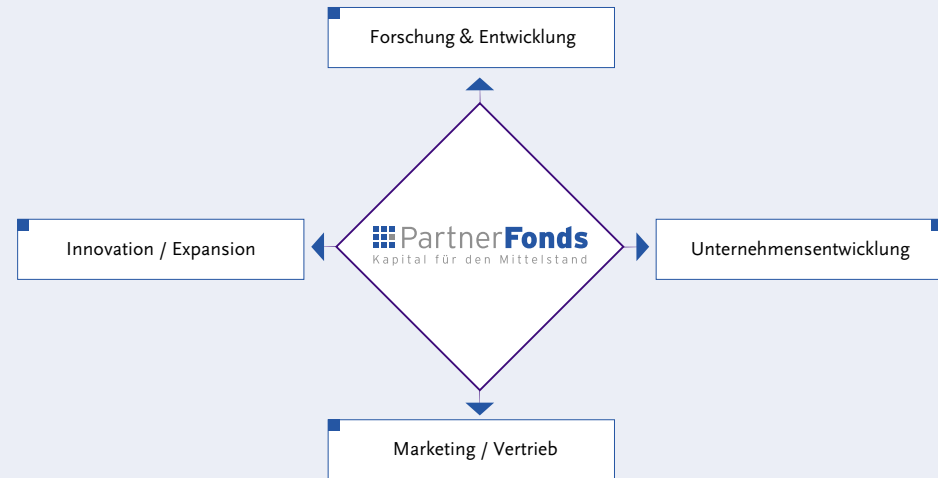 Forschung & Entwicklung
Innovation / Expansion
PartnerFonds
Kapital für den Mittelstand
Unternehmensentwicklung
Marketing / Vertrieb